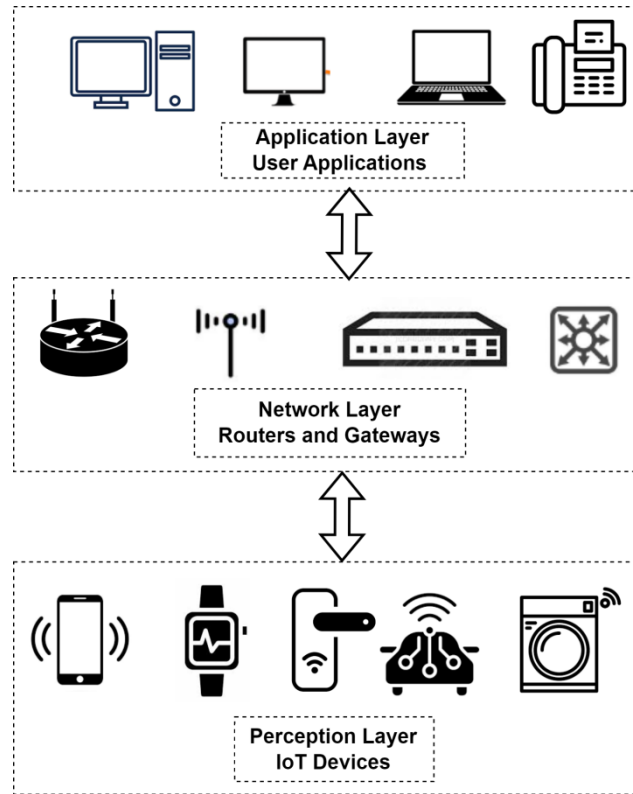 Application Layer
User Applications
Network Layer
Routers and Gateways
Perception Layer
IoT Devices